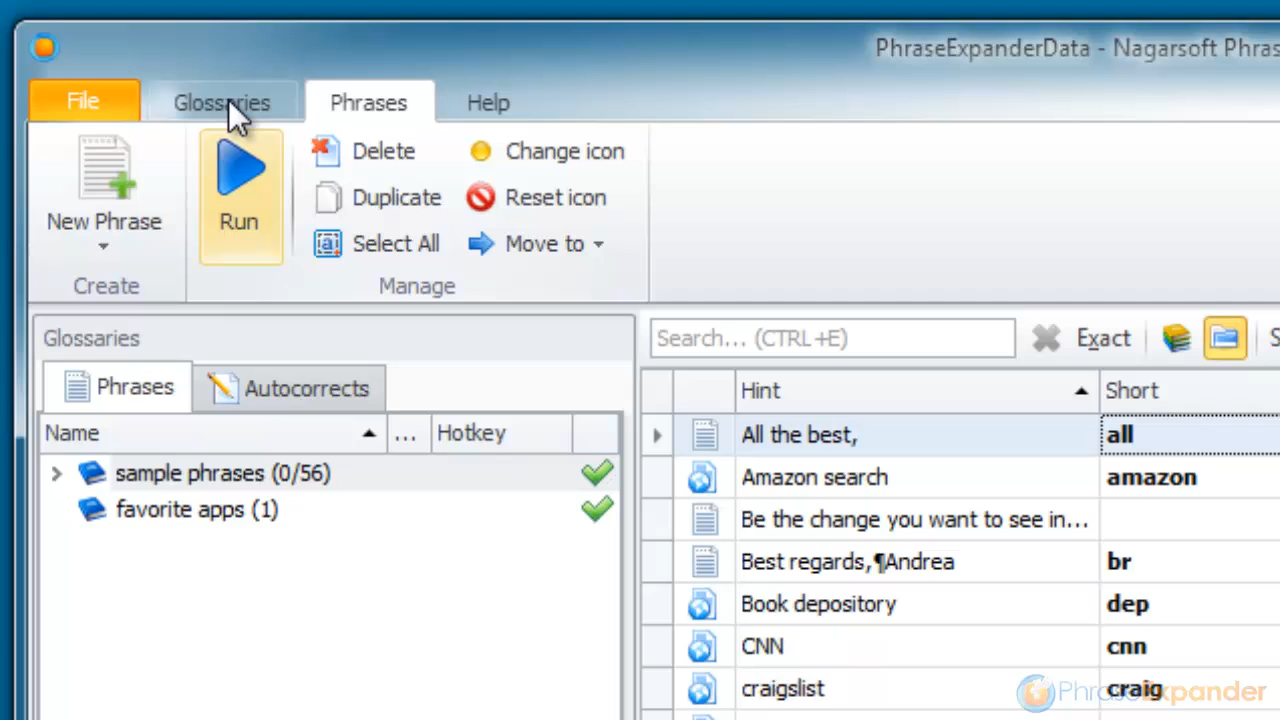 PhraseExpanderData - Nagarsoft Phras
File Glossaries Phrases Help
New Phrase
Run
Delete
Duplicate
Select All
Change icon
Reset icon
Move to
Create
Manage
Glossaries
Search... (CTRL+E)
Exact
S
Phrases
Autocorrects
Name ... Hotkey
sample phrases (0/56)
favorite apps (1)
Hint Short
All the best, all
Amazon search amazon
Be the change you want to see in...
Best regards,¶Andrea br
Book depository dep
CNN cnn
craigslist craig
PhraseExpander